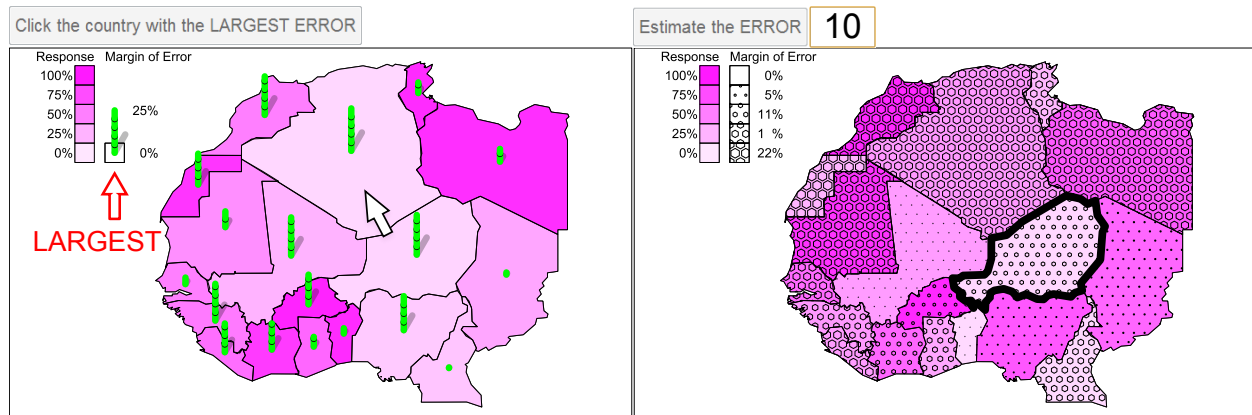 Click the country with the LARGEST ERROR
Response Margin of Error
100%
75%
50%
25%
0%
25%
0%
LARGEST
Estimate the ERROR 10
Response Margin of Error
100% 0%
75% 5%
50% 11%
25% 1 %
0% 22%